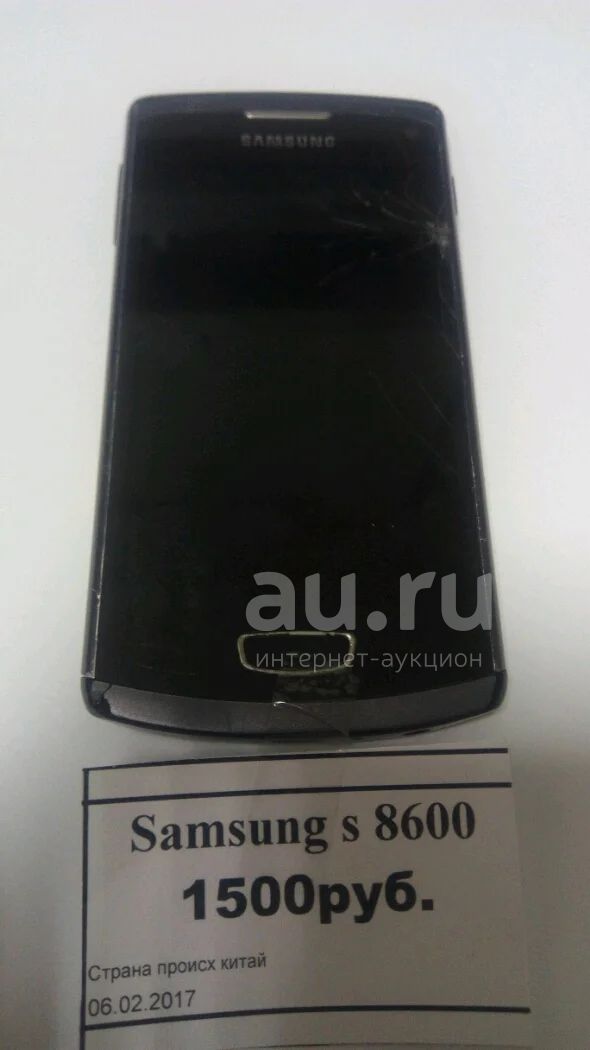 SAMSUNG
au.ru
интернет-аукцион
Samsung s 8600
1500руб.
Страна происх китай
06.02.2017